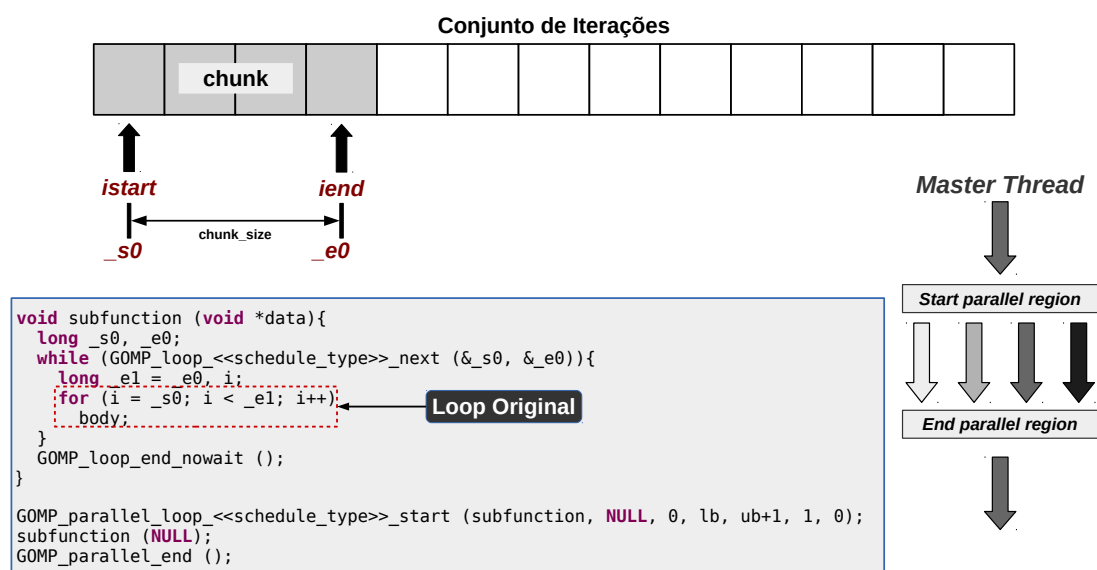 Conjunto de Iterações
chunk
istart
iend
chunk_size
_s0
_e0
Master Thread
Start parallel region
End parallel region
void subfunction (void *data){
  long _s0, _e0;
  while (GOMP_loop_<<schedule_type>>_next (&_s0, &_e0)){
    long _e1 = _e0, i;
    for (i = _s0; i < _e1; i++)
      body;
  }
  GOMP_loop_end_nowait ();
}
Loop Original
GOMP_parallel_loop_<<schedule_type>>_start (subfunction, NULL, 0, lb, ub+1, 1, 0);
subfunction (NULL);
GOMP_parallel_end ();